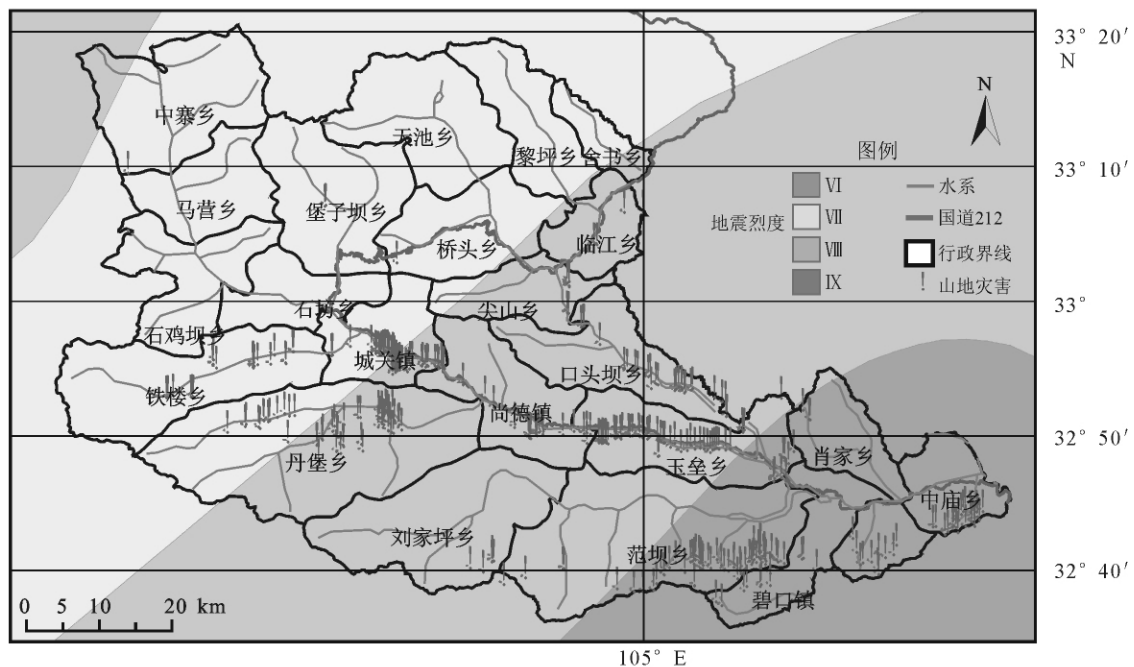 33° 20′
N
N
中寨乡
天池乡
黎坪乡
舍书乡
图例
33° 10′
Ⅵ
水系
马营乡
堡子坝乡
地震烈度
Ⅶ
国道212
桥头乡
临江乡
Ⅷ
行政界线
Ⅸ
山地灾害
33°
石坊乡
尖山乡
石鸡坝乡
城关镇
口头坝乡
铁楼乡
尚德镇
32° 50′
丹堡乡
玉垒乡
肖家乡
中庙乡
刘家坪乡
范坝乡
32° 40′
碧口镇
0 5 10 20 km
105° E